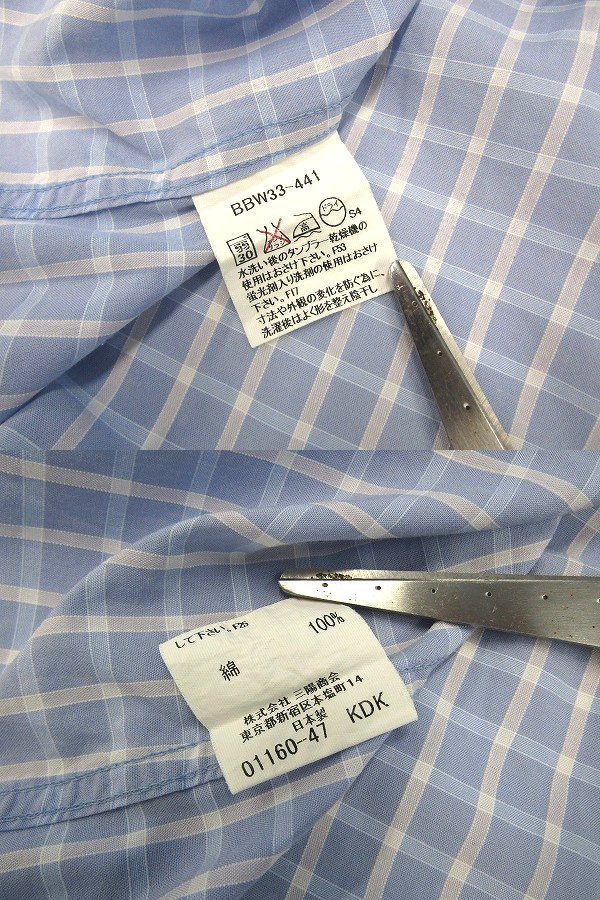 BBW33-441
30
高
ドライ
S4
水洗い後のタンブラー乾燥機の
使用はおさけ下さい。F53
蛍光剤入り洗剤の使用はおさけ
下さい。F17
寸法や外観の変化を防ぐ為に、
洗濯後はよく形を整え陰干し
して下さい。F26
綿 100%
株式会社 三陽商会
東京都新宿区本塩町14
日本製
01160-47 KDK